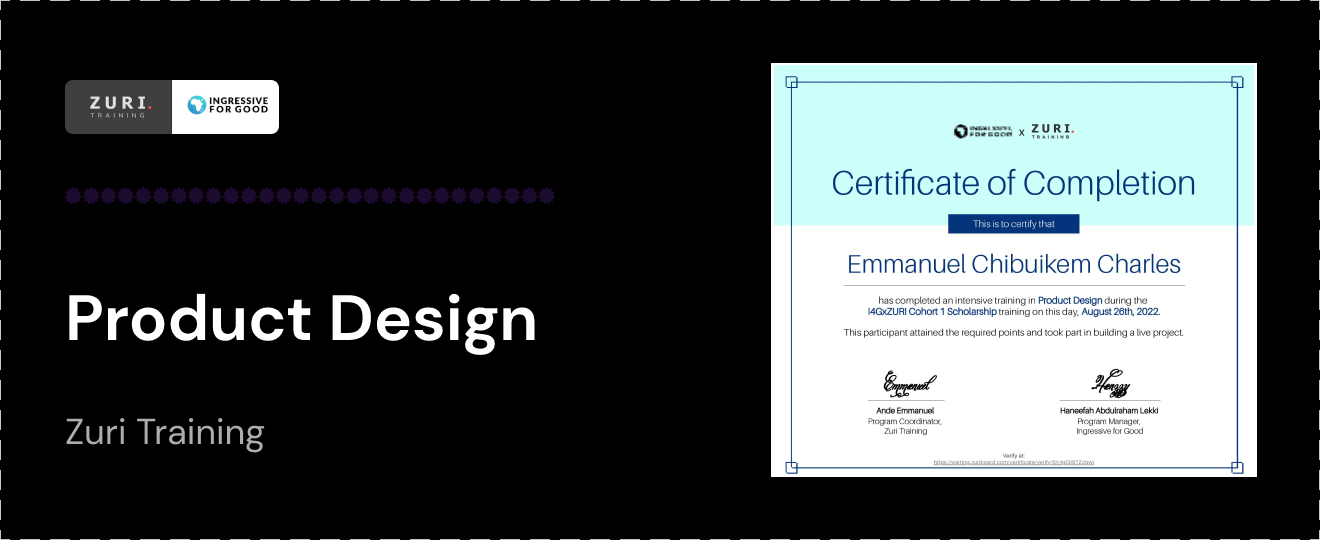 ZURI.
TRAINING
INGRESSIVE
FOR GOOD
Product Design
Zuri Training
INGRESSIVE
FOR GOOD
x
ZURI.
TRAINING
Certificate of Completion
This is to certify that
Emmanuel Chibuikem Charles
has completed an intensive training in Product Design during the
I4GxZURI Cohort 1 Scholarship training on this day, August 26th, 2022.
This participant attained the required points and took part in building a live project.
Emmanuel
Ande Emmanuel
Program Coordinator,
Zuri Training
Haneefah Abdulraham Lekki
Program Manager,
Ingressive for Good
Verify at: